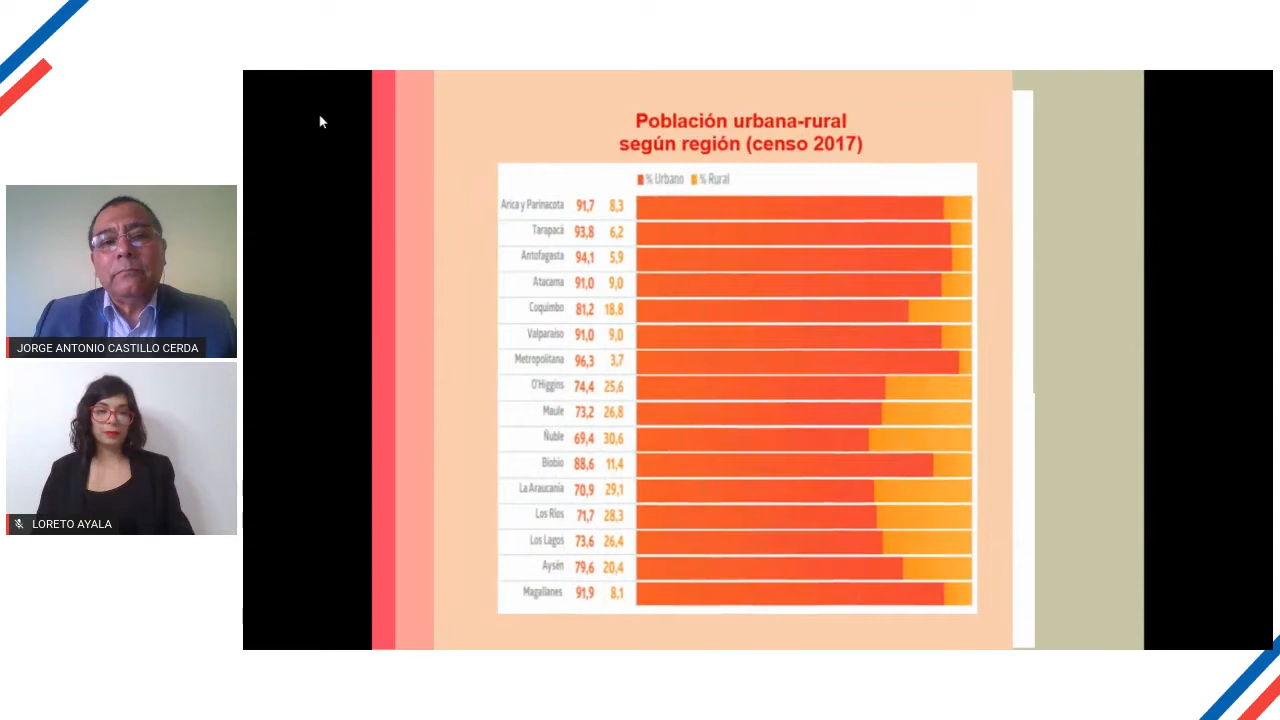 Población urbana-rural
según región (censo 2017)
% Urbano % Rural
Arica y Parinacota 91,7 8,3
Tarapacá 93,8 6,2
Antofagasta 94,1 5,9
Atacama 91,0 9,0
Coquimbo 81,2 18,8
Valparaíso 91,0 9,0
Metropolitana 96,3 3,7
O'Higgins 74,4 25,6
Maule 73,2 26,8
Ñuble 69,4 30,6
Biobío 88,6 11,4
La Araucanía 70,9 29,1
Los Ríos 71,7 28,3
Los Lagos 73,6 26,4
Aysén 79,6 20,4
Magallanes 91,9 8,1
JORGE ANTONIO CASTILLO CERDA
LORETO AYALA